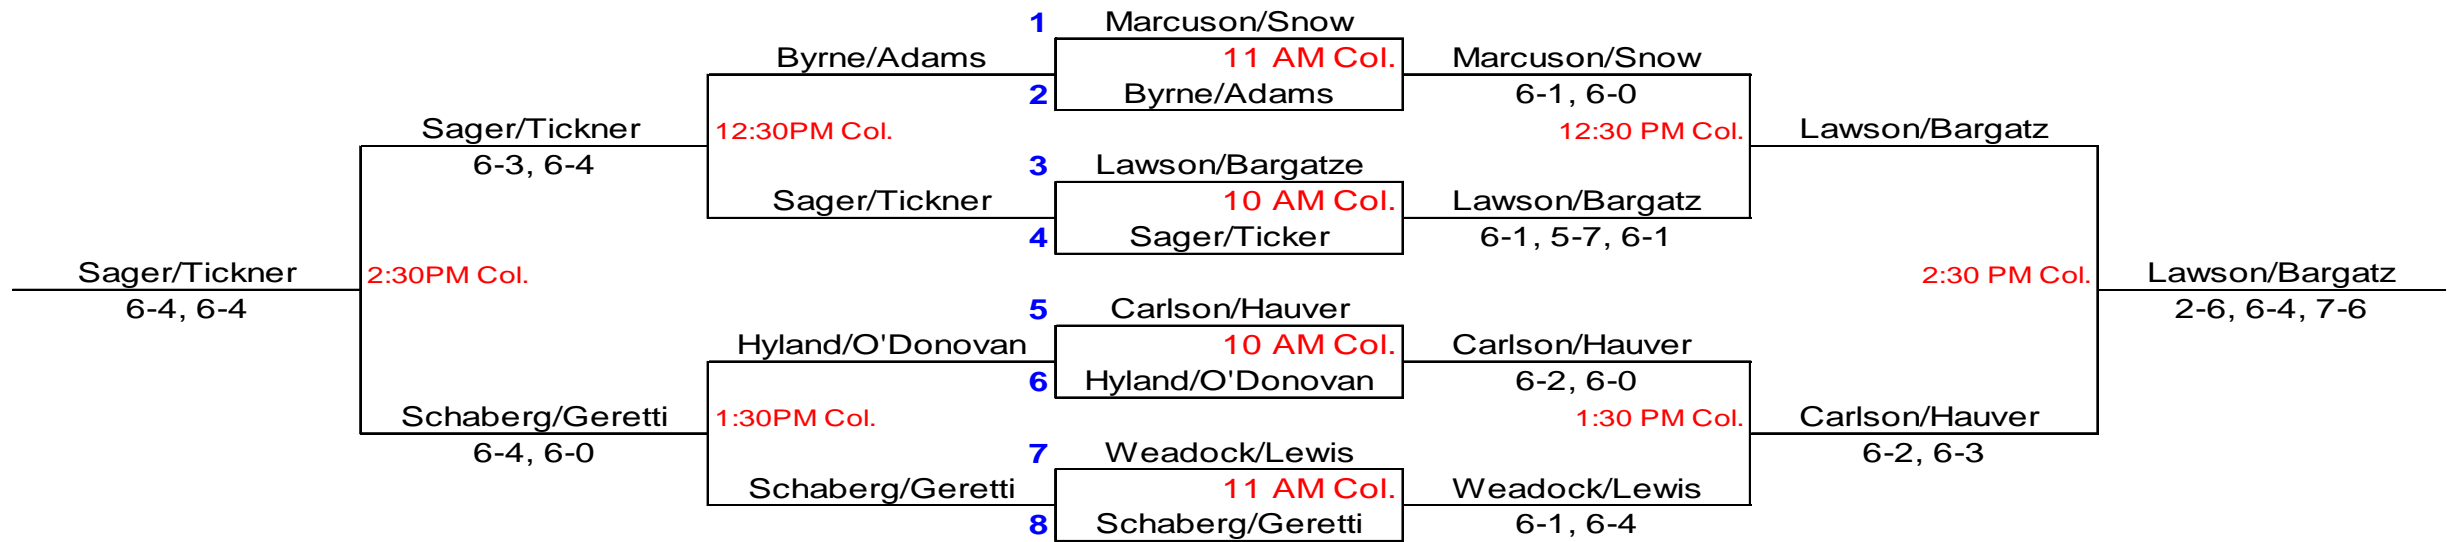 1 Marcuson/Snow
Byrne/Adams 11 AM Col. Marcuson/Snow
2 Byrne/Adams 6-1, 6-0
Sager/Tickner 12:30PM Col. 12:30 PM Col. Lawson/Bargatz
6-3, 6-4 3 Lawson/Bargatze
Sager/Tickner 10 AM Col. Lawson/Bargatz
4 Sager/Ticker 6-1, 5-7, 6-1
Sager/Tickner 2:30PM Col. 2:30 PM Col. Lawson/Bargatz
6-4, 6-4 5 Carlson/Hauver 2-6, 6-4, 7-6
Hyland/O'Donovan 10 AM Col. Carlson/Hauver
6 Hyland/O'Donovan 6-2, 6-0
Schaberg/Geretti 1:30PM Col. 1:30 PM Col. Carlson/Hauver
6-4, 6-0 7 Weadock/Lewis 6-2, 6-3
Schaberg/Geretti 11 AM Col. Weadock/Lewis
8 Schaberg/Geretti 6-1, 6-4